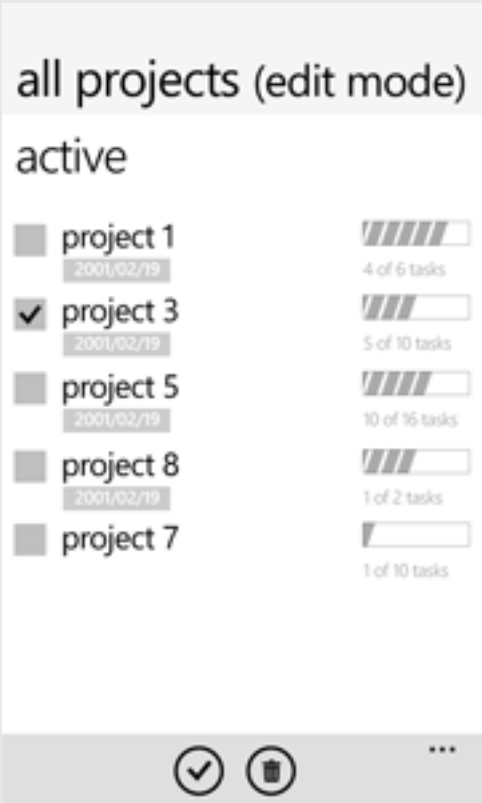 all projects (edit mode)
active
project 1
2001/02/19
4 of 6 tasks
project 3
2001/02/19
5 of 10 tasks
project 5
2001/02/19
10 of 16 tasks
project 8
2001/02/19
1 of 2 tasks
project 7
1 of 10 tasks